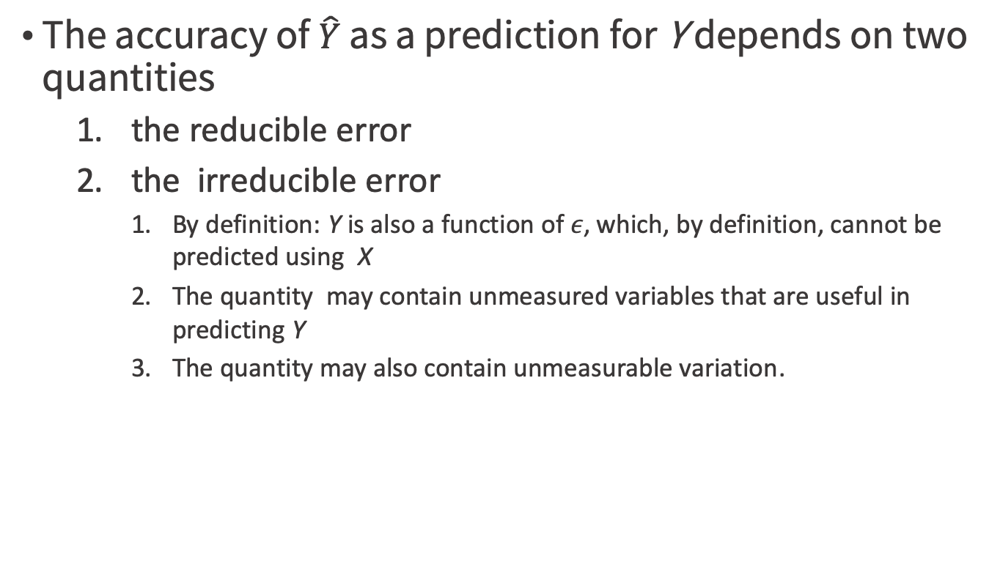 • The accuracy of Ŷ as a prediction for Y depends on two
quantities
1. the reducible error
2. the irreducible error
1. By definition: Y is also a function of ϵ, which, by definition, cannot be
predicted using X
2. The quantity may contain unmeasured variables that are useful in
predicting Y
3. The quantity may also contain unmeasurable variation.